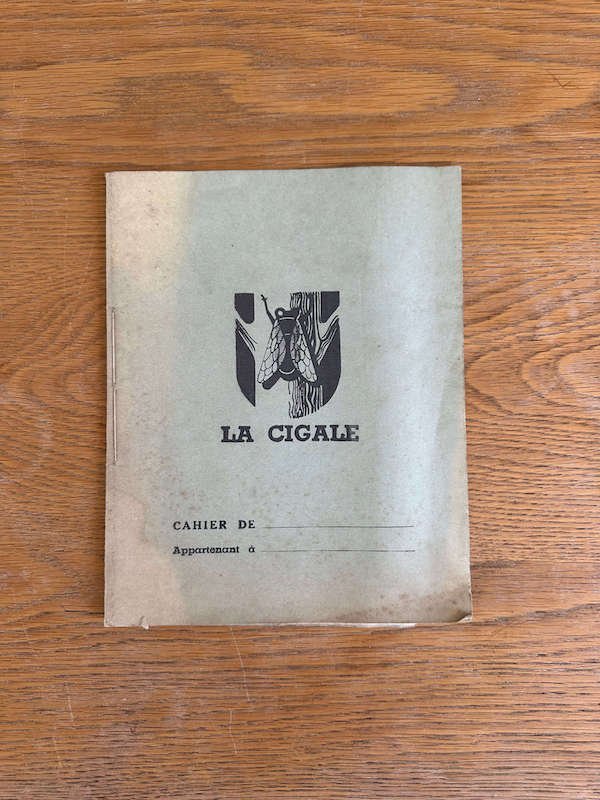 LA CIGALE
CAHIER DE
Appartenant à